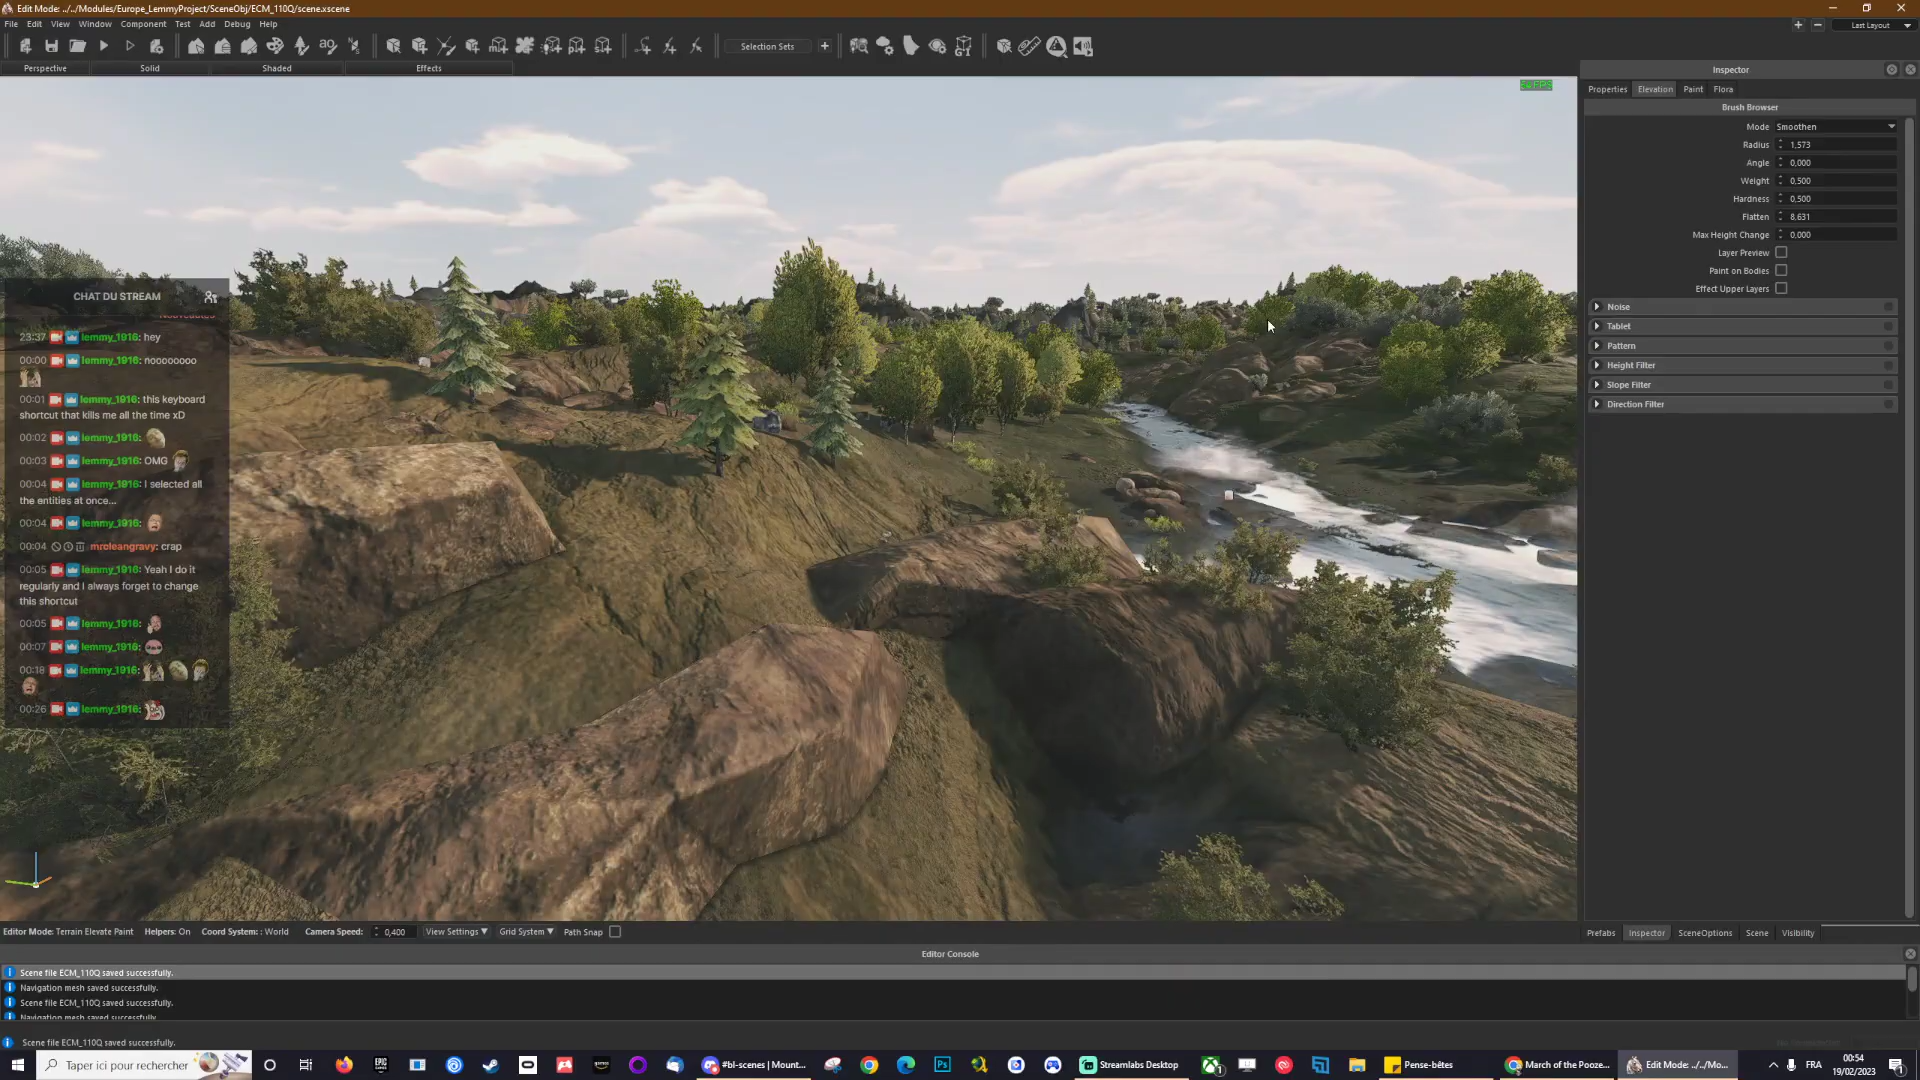 Edit Mode: ../../Modules/Europe_LemmyProject/SceneObj/ECM_110Q/scene.xscene
File Edit View Window Component Test Add Debug Help
Last Layout
Selection Sets
Perspective Solid Shaded Effects
Inspector
Properties Elevation Paint Flora
Brush Browser
Mode Smoothen
Radius 1,573
Angle 0,000
Weight 0,500
Hardness 0,500
Flatten 8.631
Max Height Change 0,000
Layer Preview
Paint on Bodies
Effect Upper Layers
Noise
Tablet
Pattern
Height Filter
Slope Filter
Direction Filter
CHAT DU STREAM
23:37 lemmy_1916: hey
00:00 lemmy_1916: noooooooo
00:01 lemmy_1916: this keyboard
shortcut that kills me all the time xD
00:02 lemmy_1916:
00:03 lemmy_1916: OMG
00:04 lemmy_1916: I selected all
the entities at once...
00:04 lemmy_1916:
00:04 mrcleangravy: crap
00:05 lemmy_1916: Yeah I do it
regularly and I always forget to change
this shortcut
00:05 lemmy_1916:
00:07 lemmy_1916:
00:18 lemmy_1916:
00:26 lemmy_1916:
Editor Mode: Terrain Elevate Paint Helpers: On Coord System: : World Camera Speed: 0,400 View Settings Grid System Path Snap
Prefabs Inspector SceneOptions Scene Visibility
Editor Console
Scene file ECM_110Q saved successfully.
Navigation mesh saved successfully.
Scene file ECM_110Q saved successfully.
Navigation mesh saved successfully.
Scene file ECM_110Q saved successfully.
Taper ici pour rechercher
#bl-scenes | Mount...
Streamlabs Desktop
Pense-bêtes
March of the Pooze...
Edit Mode: ../../Mo...
FRA
00:54
19/02/2023